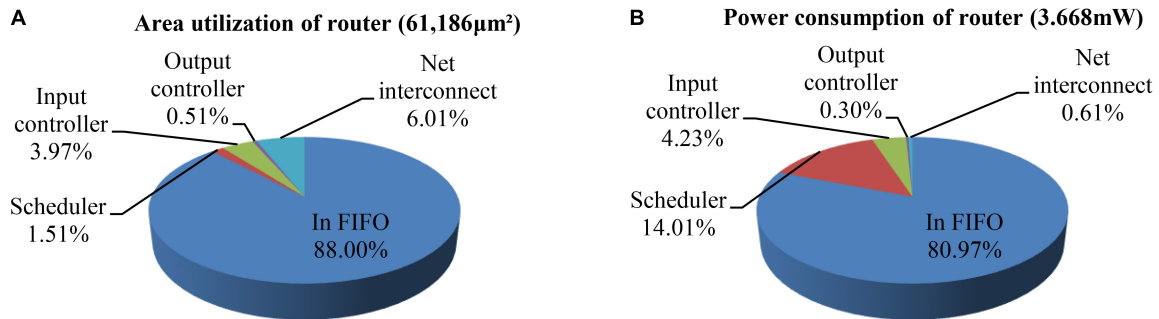 A
Area utilization of router (61,186μm²)
Output
controller
0.51%
Net
interconnect
6.01%
Input
controller
3.97%
Scheduler
1.51%
In FIFO
88.00%
B
Power consumption of router (3.668mW)
Output
controller
0.30%
Net
interconnect
0.61%
Input
controller
4.23%
Scheduler
14.01%
In FIFO
80.97%